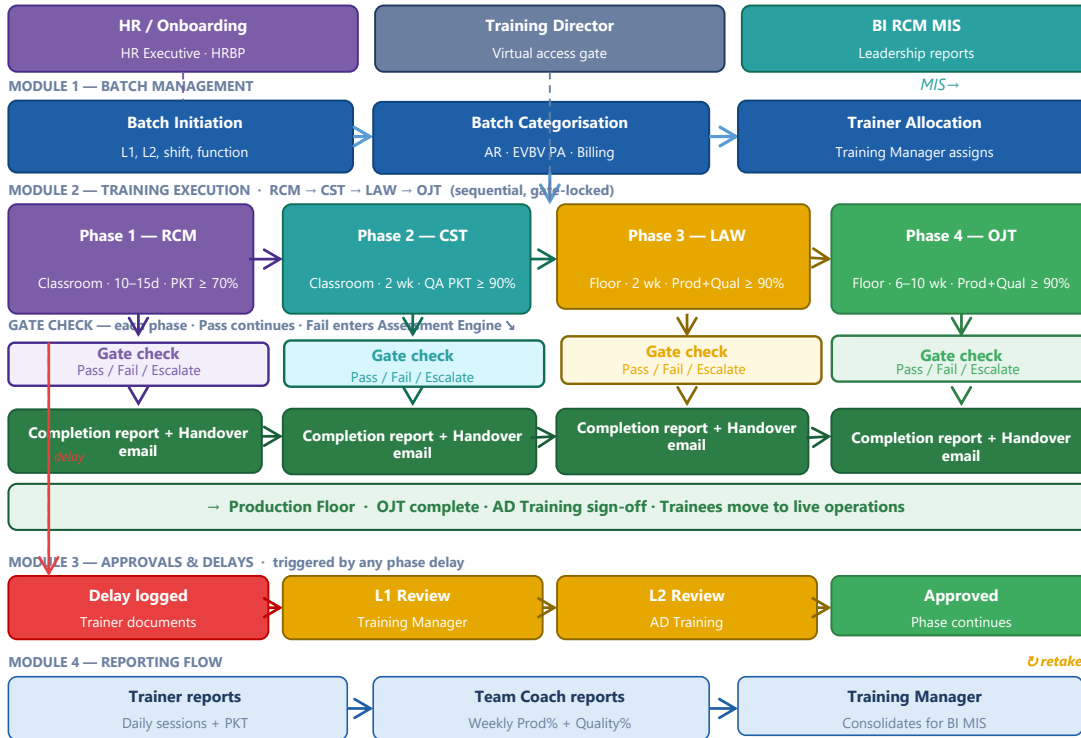 HR / Onboarding
HR Executive · HRBP
Training Director
Virtual access gate
BI RCM MIS
Leadership reports
MODULE 1 — BATCH MANAGEMENT
MIS→
Batch Initiation
L1, L2, shift, function
Batch Categorisation
AR · EVBV PA · Billing
Trainer Allocation
Training Manager assigns
MODULE 2 — TRAINING EXECUTION · RCM → CST → LAW → OJT (sequential, gate-locked)
Phase 1 — RCM
Classroom · 10–15d · PKT ≥ 70%
Phase 2 — CST
Classroom · 2 wk · QA PKT ≥ 90%
Phase 3 — LAW
Floor · 2 wk · Prod+Qual ≥ 90%
Phase 4 — OJT
Floor · 6–10 wk · Prod+Qual ≥ 90%
GATE CHECK — each phase · Pass continues · Fail enters Assessment Engine ↘
Gate check
Pass / Fail / Escalate
Gate check
Pass / Fail / Escalate
Gate check
Pass / Fail / Escalate
Gate check
Pass / Fail / Escalate
Completion report + Handover
email
Completion report + Handover
email
Completion report + Handover
email
Completion report + Handover
email
delay
→ Production Floor · OJT complete · AD Training sign-off · Trainees move to live operations
MODULE 3 — APPROVALS & DELAYS · triggered by any phase delay
Delay logged
Trainer documents
L1 Review
Training Manager
L2 Review
AD Training
Approved
Phase continues
MODULE 4 — REPORTING FLOW
↻ retake
Trainer reports
Daily sessions + PKT
Team Coach reports
Weekly Prod% + Quality%
Training Manager
Consolidates for BI MIS